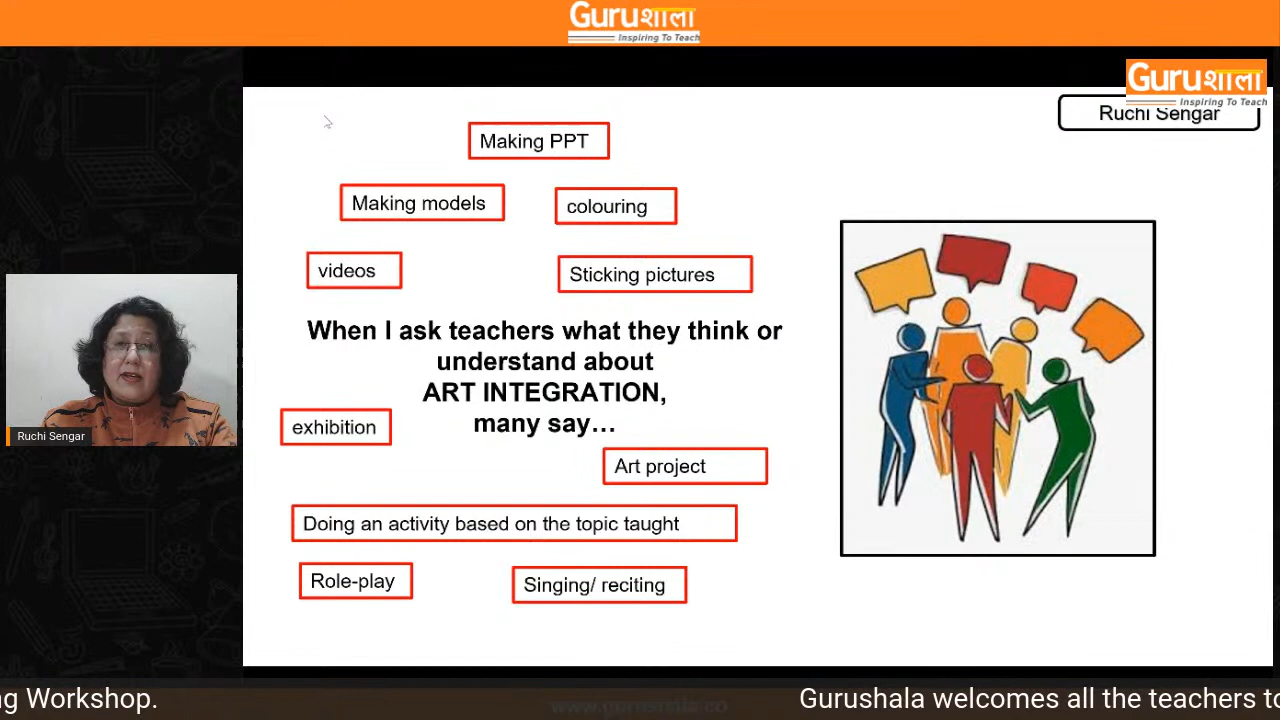 Guruशाला
Inspiring To Teach
Guruशाला
Inspiring To Teach
Ruchi Sengar
Making PPT
Making models
colouring
videos
Sticking pictures
When I ask teachers what they think or
understand about
ART INTEGRATION,
many say…
exhibition
Art project
Doing an activity based on the topic taught
Role-play
Singing/ reciting
Ruchi Sengar
ng Workshop.
Gurushala welcomes all the teachers to